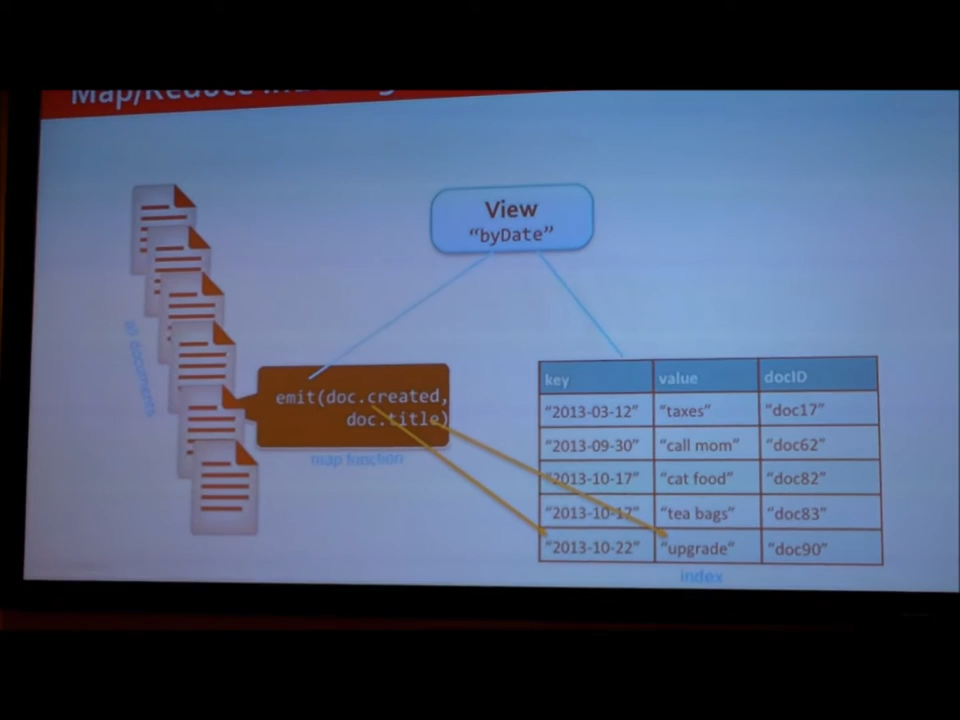 Map/Reduce
View
“byDate”
all documents
emit(doc.created,
doc.title)
map function
key value docID
“2013-03-12” “taxes” “doc17”
“2013-09-30” “call mom” “doc62”
“2013-10-17” “cat food” “doc82”
“2013-10-17” “tea bags” “doc83”
“2013-10-22” “upgrade” “doc90”
index